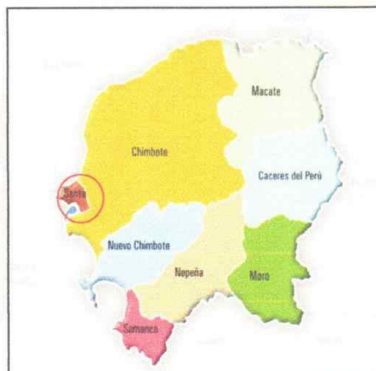 Macate
Chimbote
Caceres del Perú
Santa
Nuevo Chimbote
Nepeña
Moro
Samanco